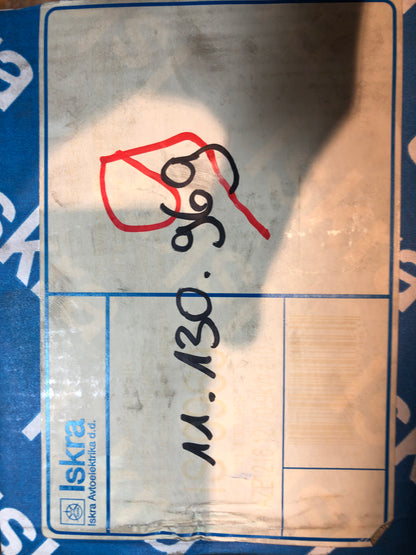 Iskra
Iskra Avtoelektrika d.d.
11.130.969